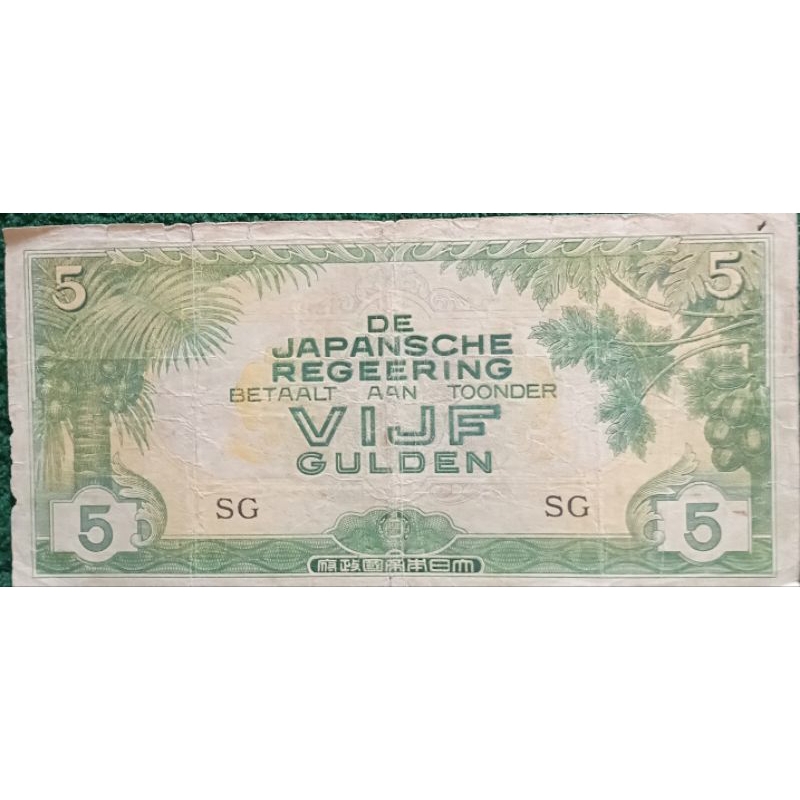 5 5
DE
JAPANSCHE
REGEERING
BETAALT AAN TOONDER
VIJF
GULDEN
SG SG
5 5
府政國帝本日大